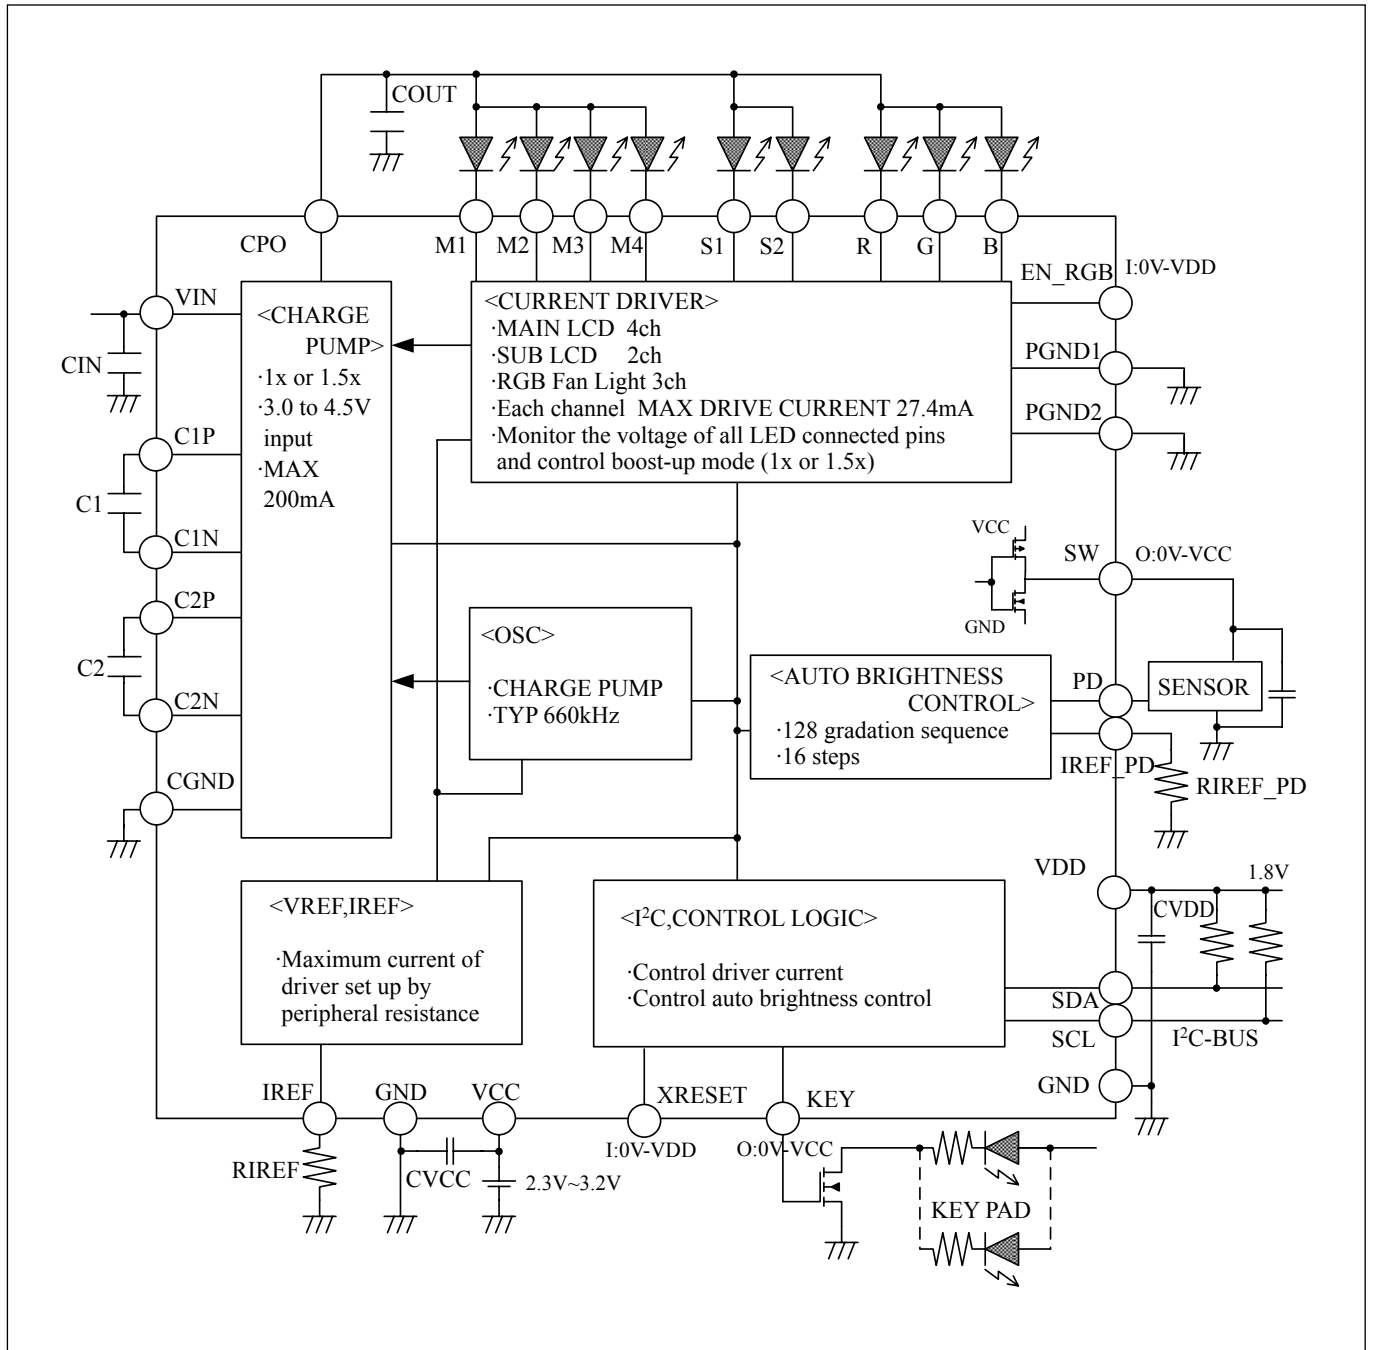 COUT
CPO
M1
M2
M3
M4
S1
S2
R
G
B
EN_RGB
I:0V-VDD
VIN
<CHARGE
PUMP>
·1x or 1.5x
·3.0 to 4.5V
input
·MAX
200mA
<CURRENT DRIVER>
·MAIN LCD 4ch
·SUB LCD 2ch
·RGB Fan Light 3ch
·Each channel MAX DRIVE CURRENT 27.4mA
·Monitor the voltage of all LED connected pins
and control boost-up mode (1x or 1.5x)
PGND1
PGND2
CIN
C1P
C1
C1N
C2P
C2
C2N
CGND
VCC
GND
SW
O:0V-VCC
<OSC>
·CHARGE PUMP
·TYP 660kHz
<AUTO BRIGHTNESS
CONTROL>
·128 gradation sequence
·16 steps
PD
SENSOR
IREF_PD
RIREF_PD
VDD
1.8V
CVDD
<VREF,IREF>
·Maximum current of
driver set up by
peripheral resistance
<I²C,CONTROL LOGIC>
·Control driver current
·Control auto brightness control
SDA
SCL
I²C-BUS
GND
IREF
GND
VCC
XRESET
KEY
I:0V-VDD
O:0V-VCC
RIREF
CVCC
2.3V~3.2V
KEY PAD